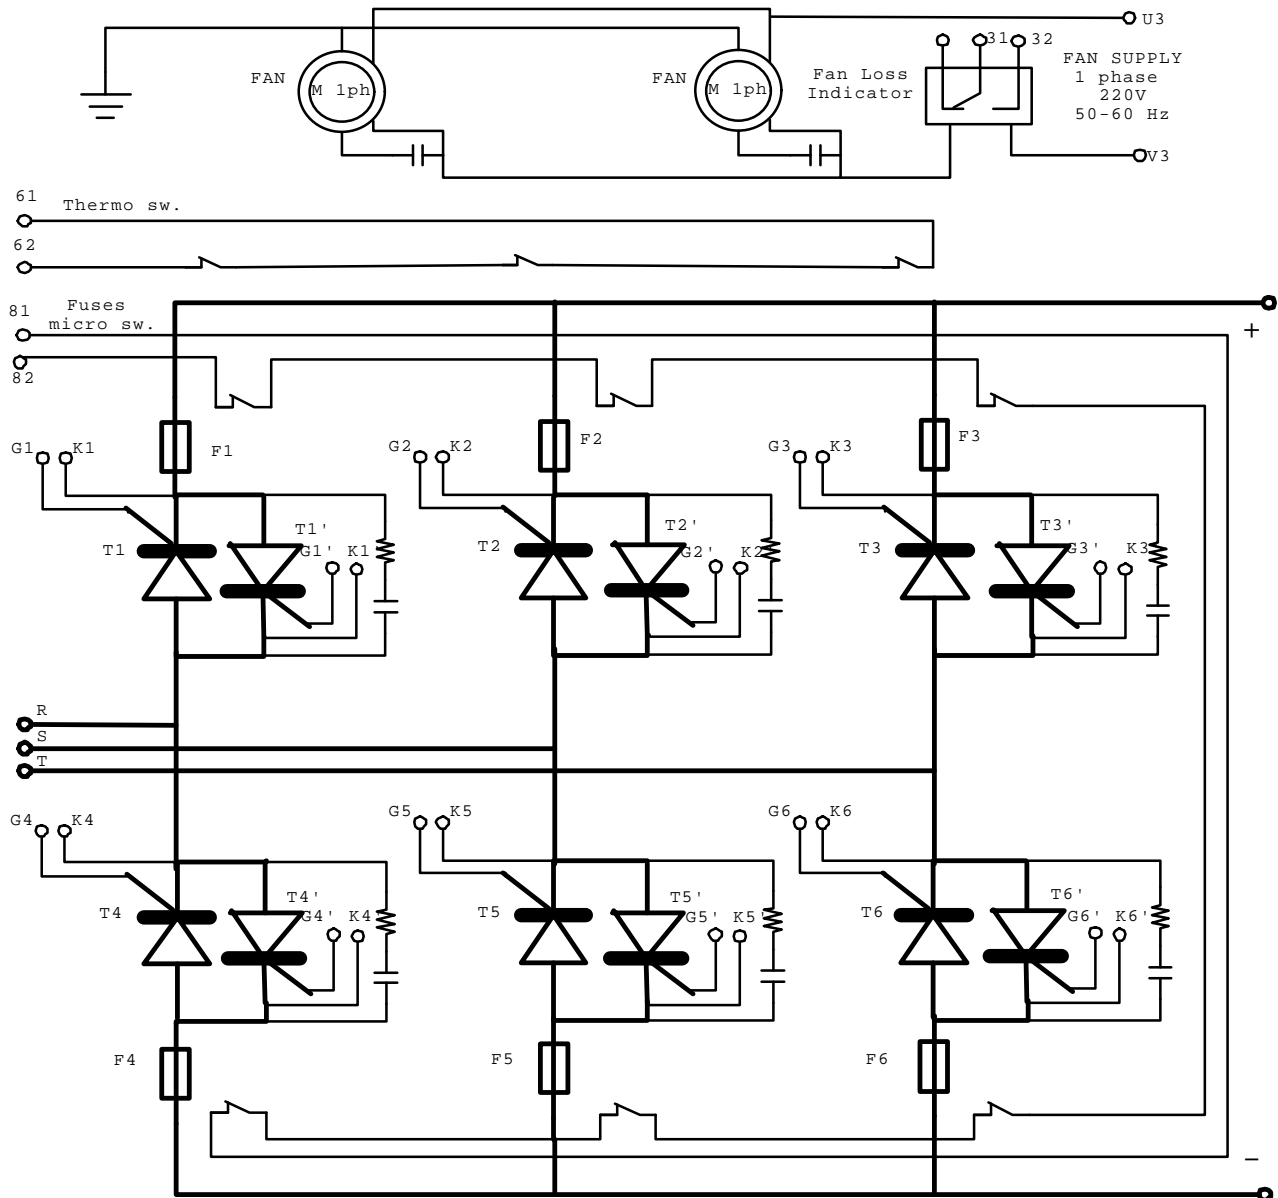 U3
31 32
FAN SUPPLY
1 phase
220V
50-60 Hz
FAN
M 1ph
FAN
M 1ph
Fan Loss
Indicator
V3
61
Thermo sw.
62
81
Fuses
micro sw.
82
+
G1 K1
F1
G2 K2
F2
G3 K3
F3
T1
T1'
G1' K1
T2
T2'
G2' K2
T3
T3'
G3' K3
R
S
T
G4 K4
G5 K5
G6 K6
T4
T4'
G4' K4
T5
T5'
G5' K5'
T6
T6'
G6' K6'
F4
F5
F6
-